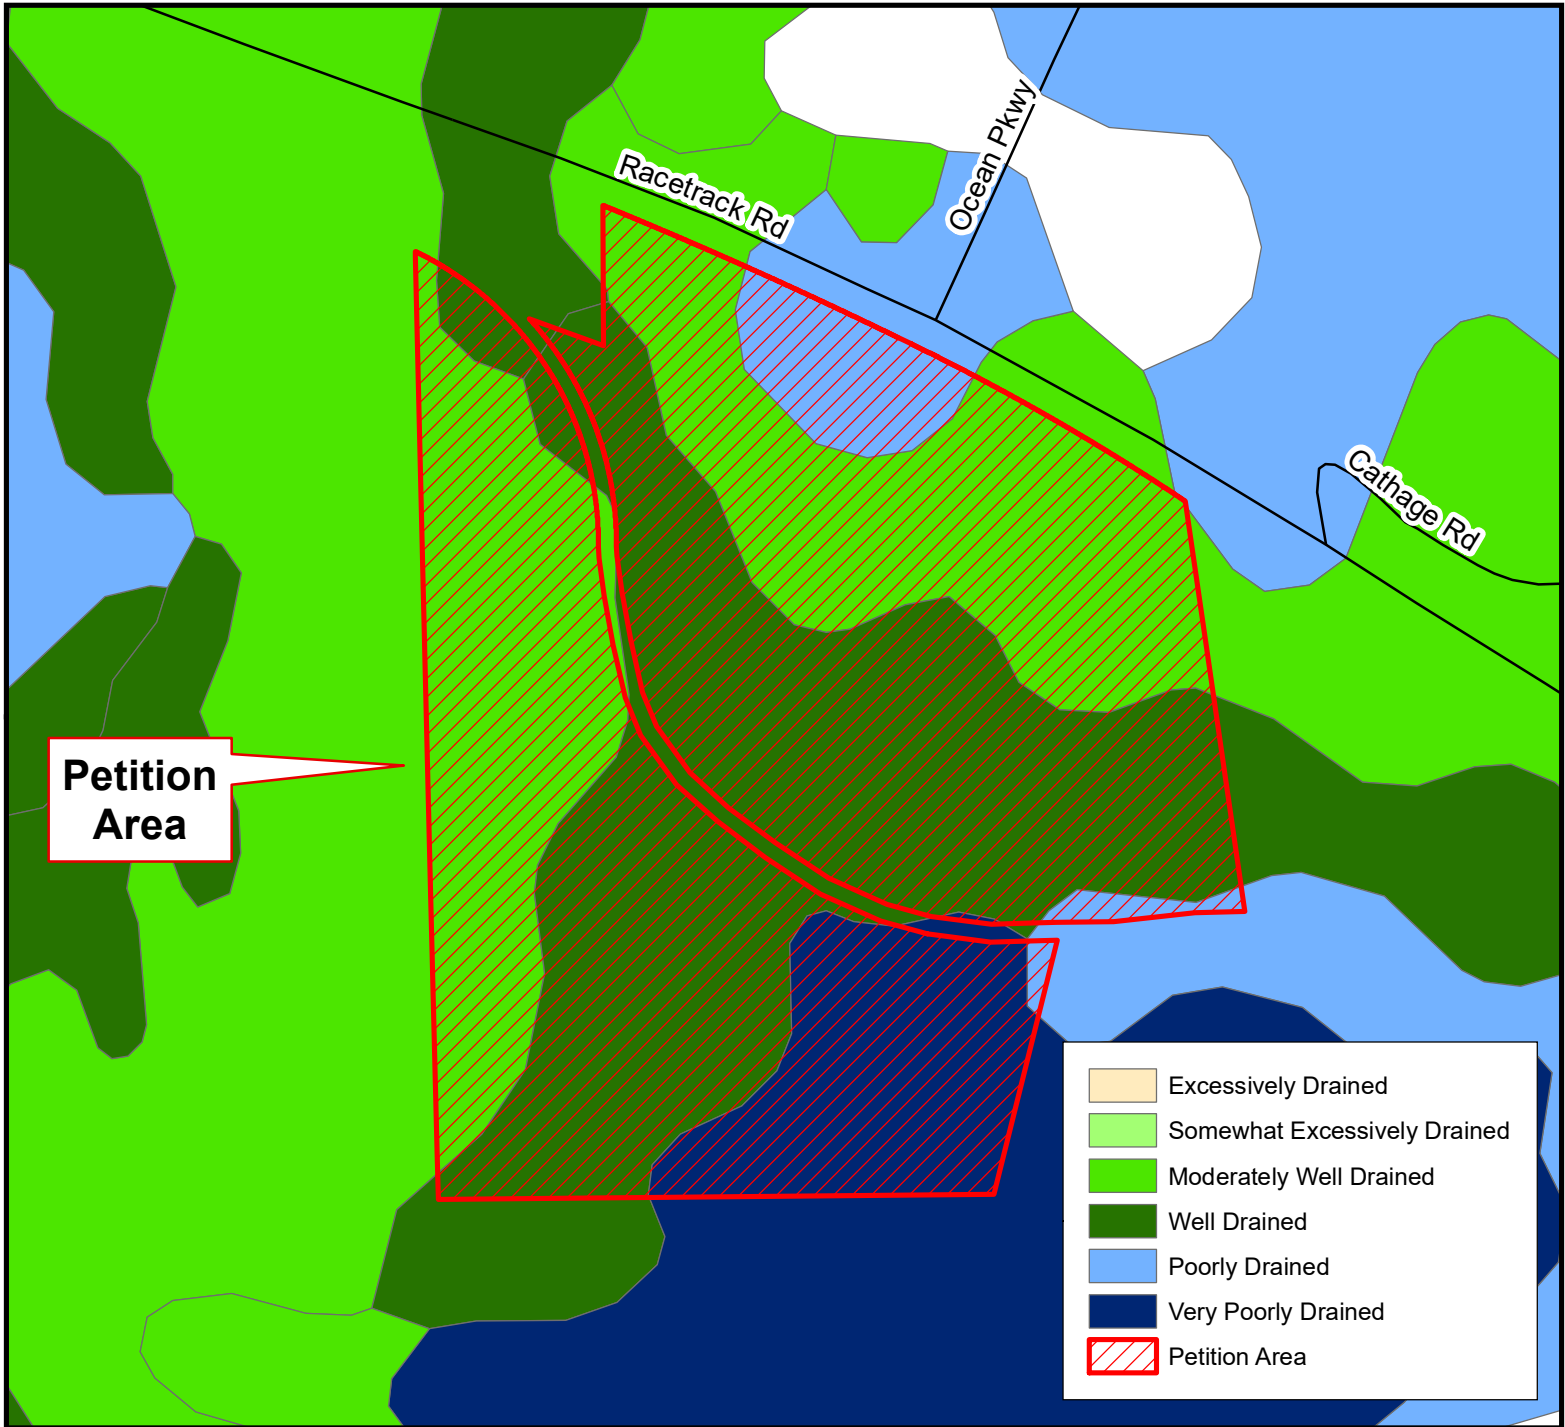 Racetrack Rd
Ocean Pkwy
Cathage Rd
Petition
Area
Excessively Drained
Somewhat Excessively Drained
Moderately Well Drained
Well Drained
Poorly Drained
Very Poorly Drained
Petition Area